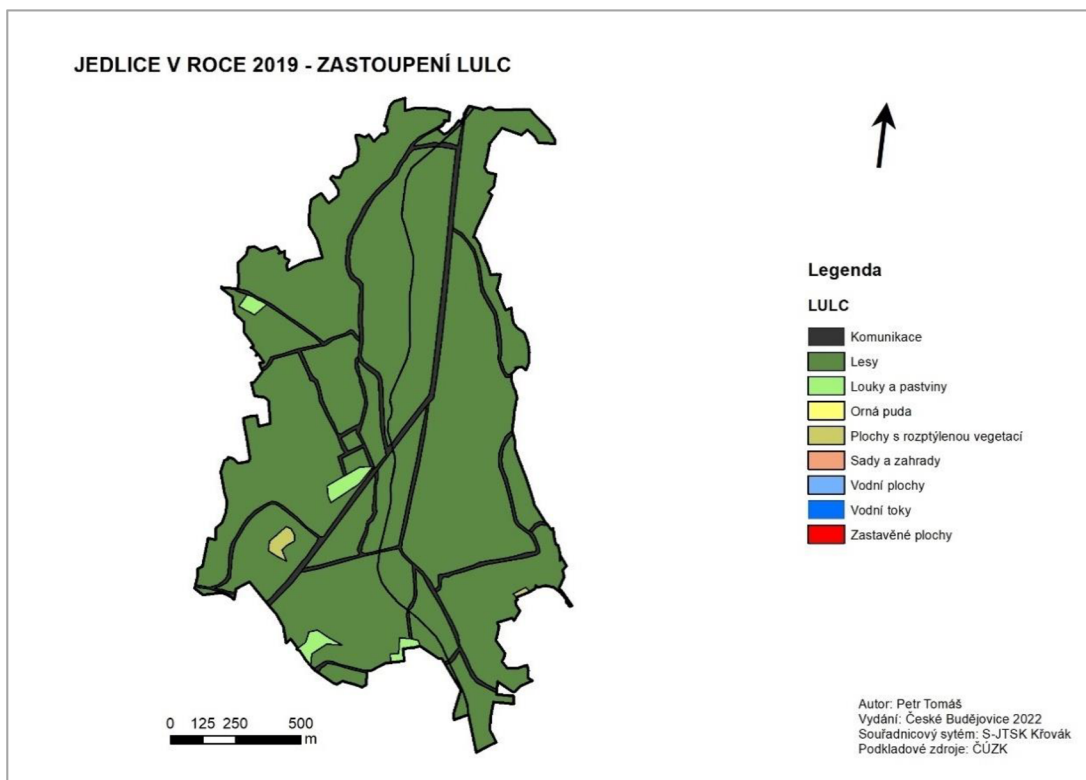 JEDLICE V ROCE 2019 - ZASTOUPENÍ LULC
Legenda
LULC
Komunikace
Lesy
Louky a pastviny
Orná puda
Plochy s rozptýlenou vegetací
Sady a zahrady
Vodní plochy
Vodní toky
Zastavěné plochy
0 125 250 500
m
Autor: Petr Tomáš
Vydání: České Budějovice 2022
Souřadnicový sytém: S-JTSK Křovák
Podkladové zdroje: ČÚZK